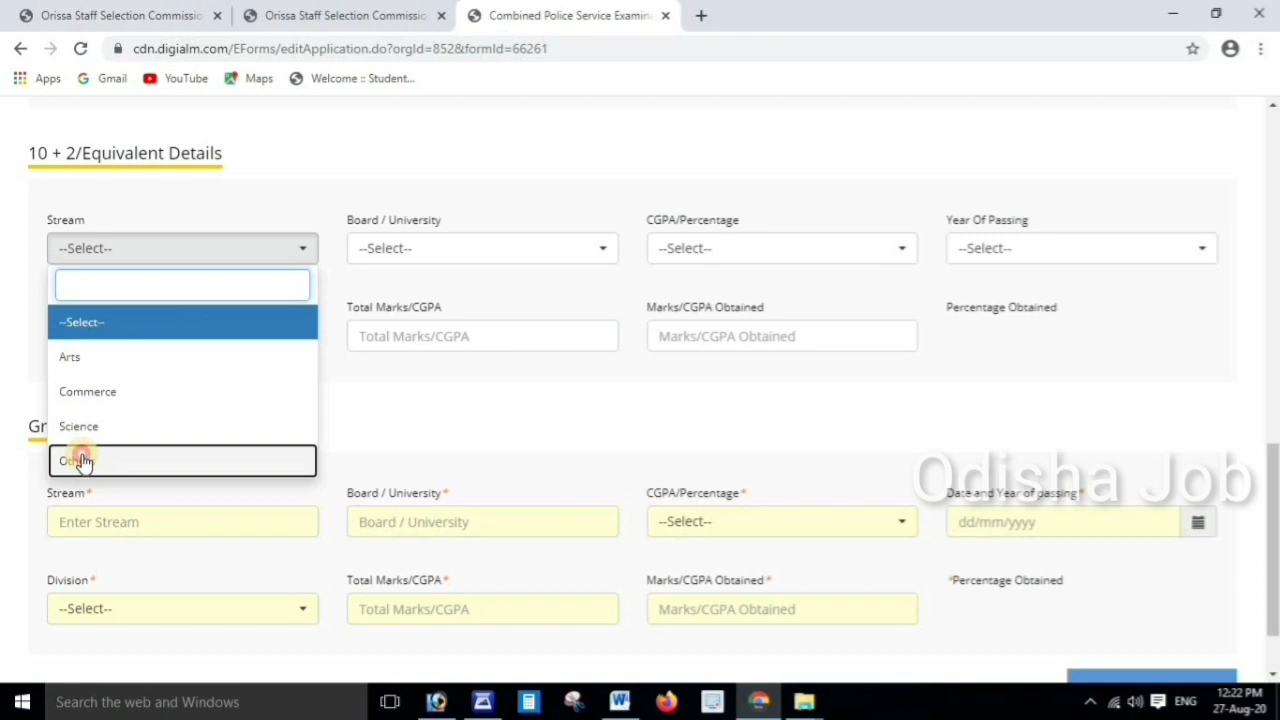 Orissa Staff Selection Commissio
Orissa Staff Selection Commissio
Combined Police Service Examin
cdn.digialm.com/EForms/editApplication.do?orgId=852&formId=66261
Apps
Gmail
YouTube
Maps
Welcome :: Student...
10 + 2/Equivalent Details
Stream
Board / University
CGPA/Percentage
Year Of Passing
--Select--
--Select--
--Select--
--Select--
--Select--
Total Marks/CGPA
Marks/CGPA Obtained
Percentage Obtained
Total Marks/CGPA
Marks/CGPA Obtained
Arts
Commerce
Science
Gr
Odisha Job
Stream*
Board / University*
CGPA/Percentage*
Date and Year of passing*
Enter Stream
Board / University
--Select--
dd/mm/yyyy
Division*
Total Marks/CGPA*
Marks/CGPA Obtained*
*Percentage Obtained
--Select--
Total Marks/CGPA
Marks/CGPA Obtained
Search the web and Windows
ENG
12:22 PM
27-Aug-20